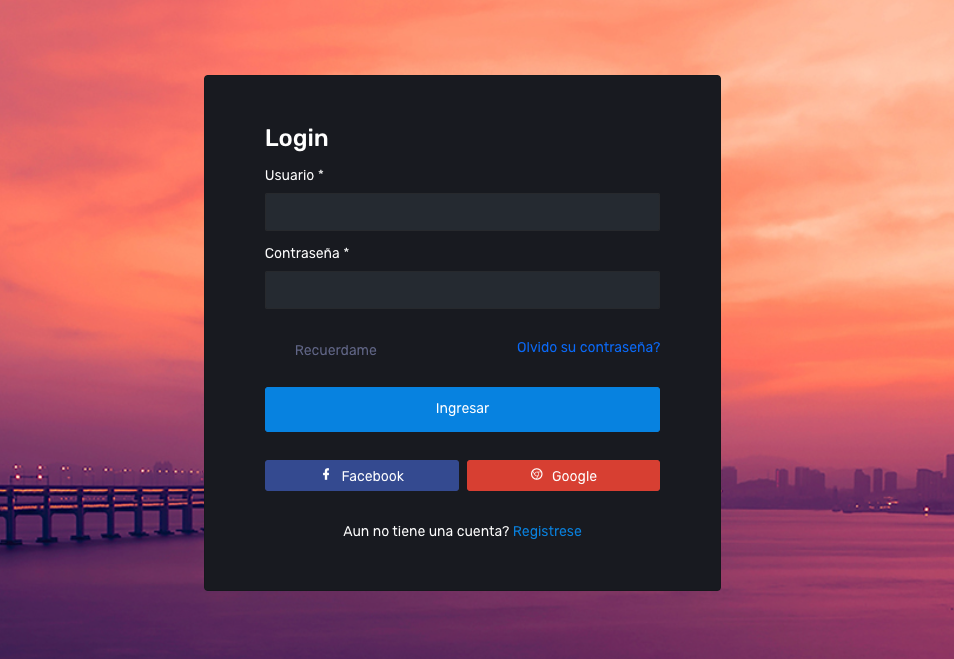 Login
Usuario *
Contraseña *
Recuerdame
Olvido su contraseña?
Ingresar
Facebook
Google
Aun no tiene una cuenta? Registrese